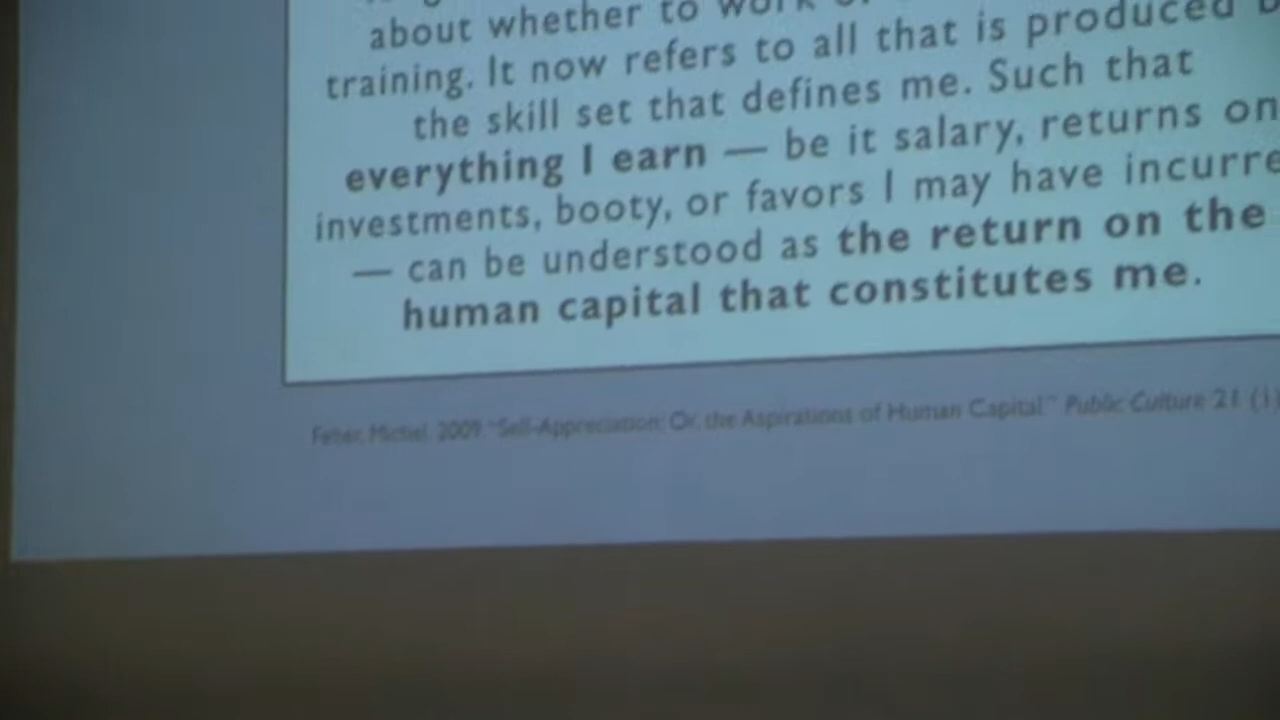 about whether to work
training. It now refers to all that is produced
the skill set that defines me. Such that
everything I earn — be it salary, returns on
investments, booty, or favors I may have incurre
— can be understood as the return on the
human capital that constitutes me.
Feher, Michel. 2009. "Self-Appreciation: Or, the Aspirations of Human Capital." Public Culture 21 (1)